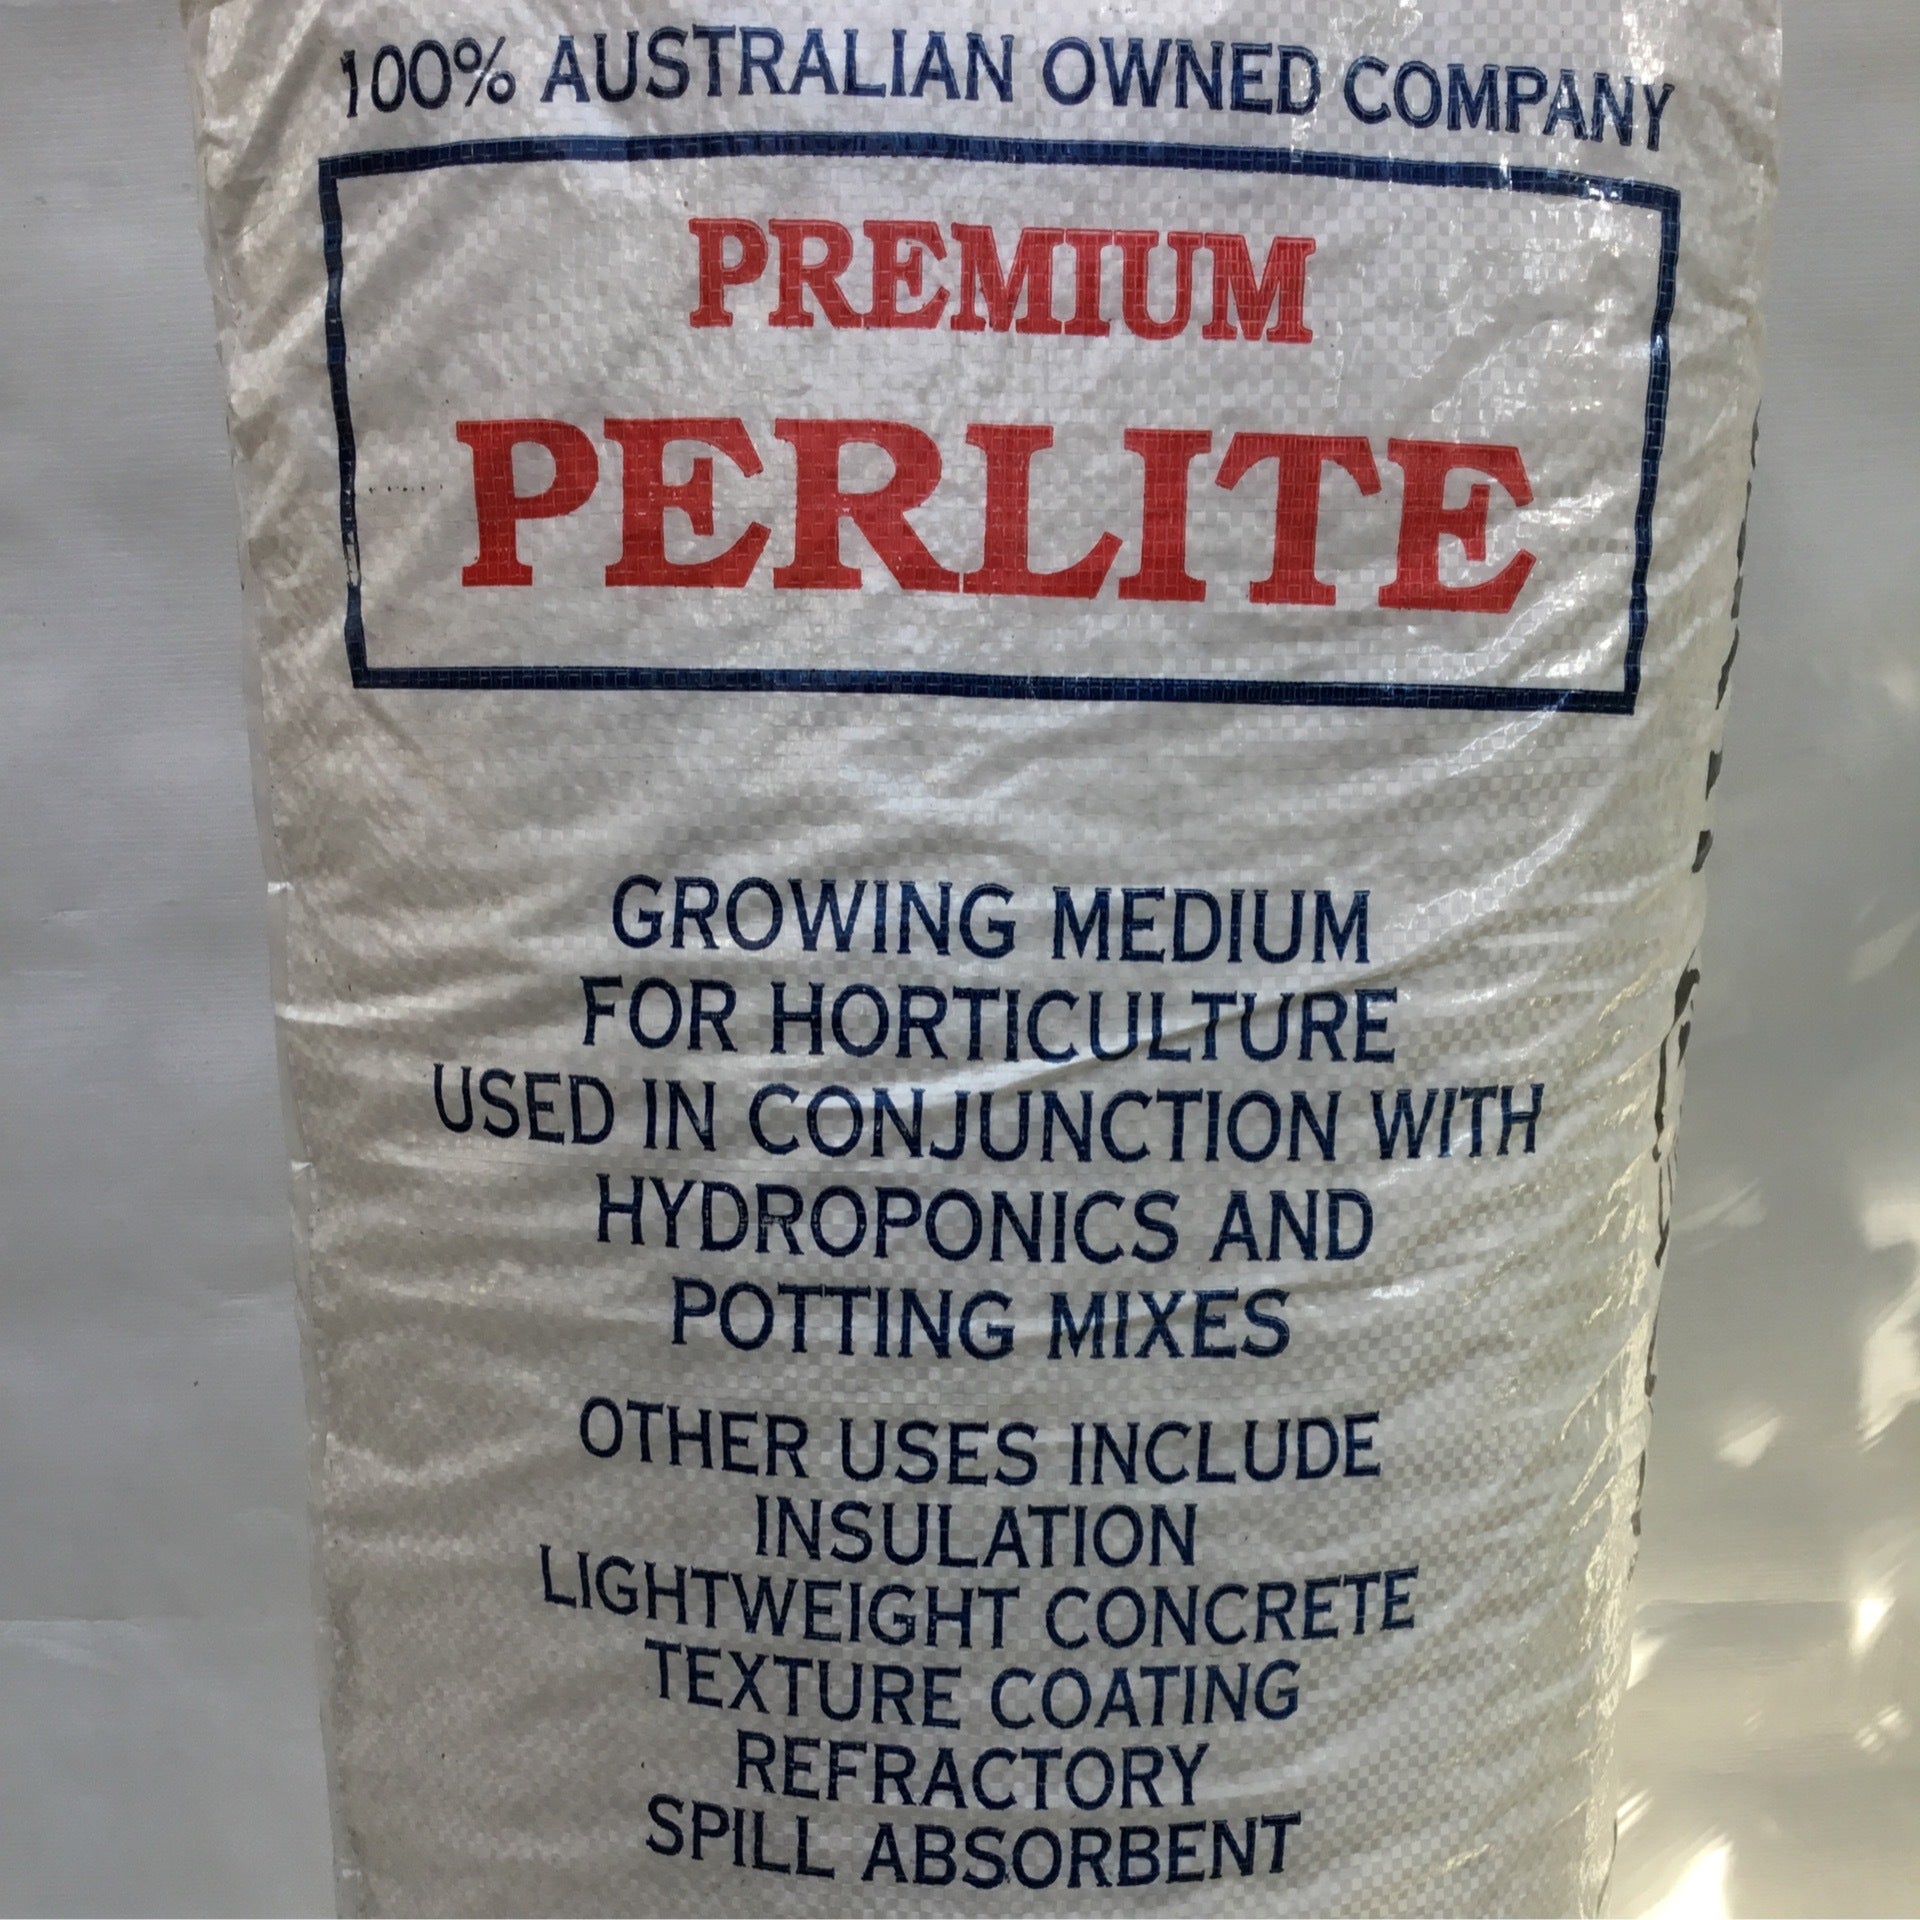 100% AUSTRALIAN OWNED COMPANY
PREMIUM
PERLITE
GROWING MEDIUM
FOR HORTICULTURE
USED IN CONJUNCTION WITH
HYDROPONICS AND
POTTING MIXES
OTHER USES INCLUDE
INSULATION
LIGHTWEIGHT CONCRETE
TEXTURE COATING
REFRACTORY
SPILL ABSORBENT